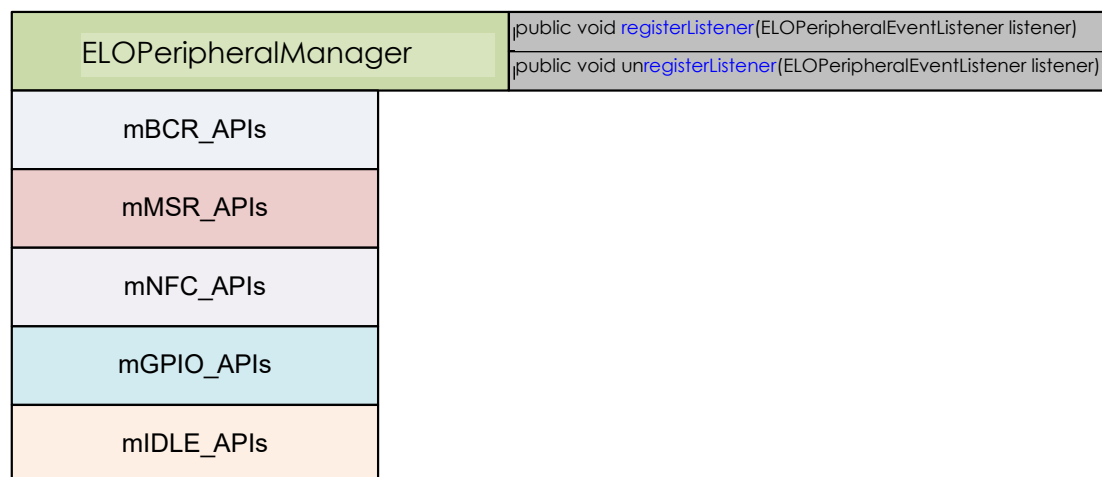 ELOPeripheralManager
public void registerListener(ELOPeripheralEventListener listener)
public void unregisterListener(ELOPeripheralEventListener listener)
mBCR_APIs
mMSR_APIs
mNFC_APIs
mGPIO_APIs
mIDLE_APIs